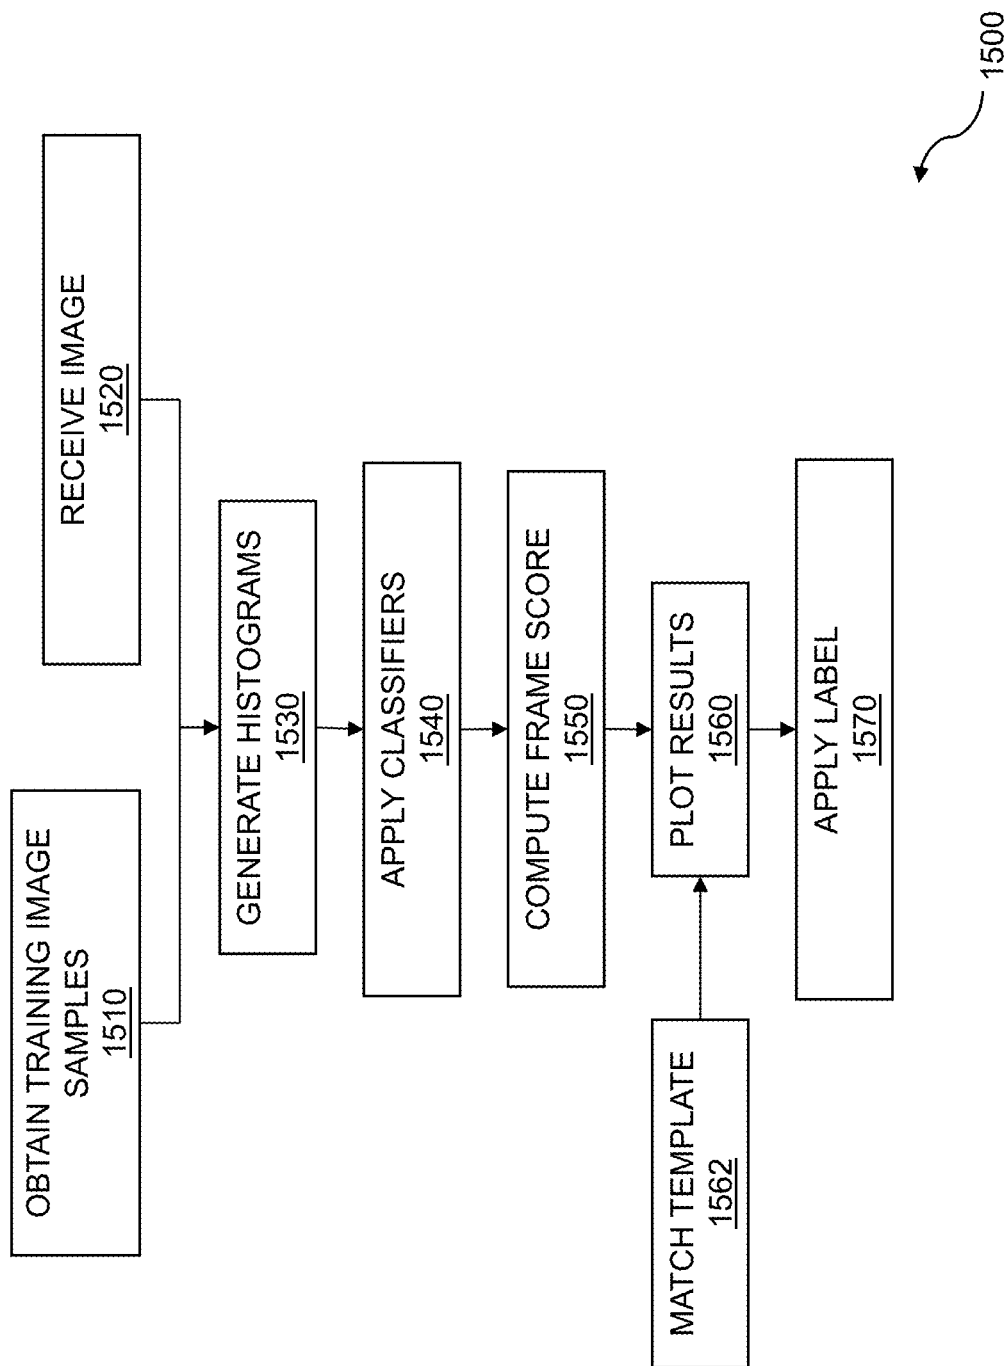 OBTAIN TRAINING IMAGE
SAMPLES
1510
RECEIVE IMAGE
1520
GENERATE HISTOGRAMS
1530
APPLY CLASSIFIERS
1540
COMPUTE FRAME SCORE
1550
MATCH TEMPLATE
1562
PLOT RESULTS
1560
APPLY LABEL
1570
1500